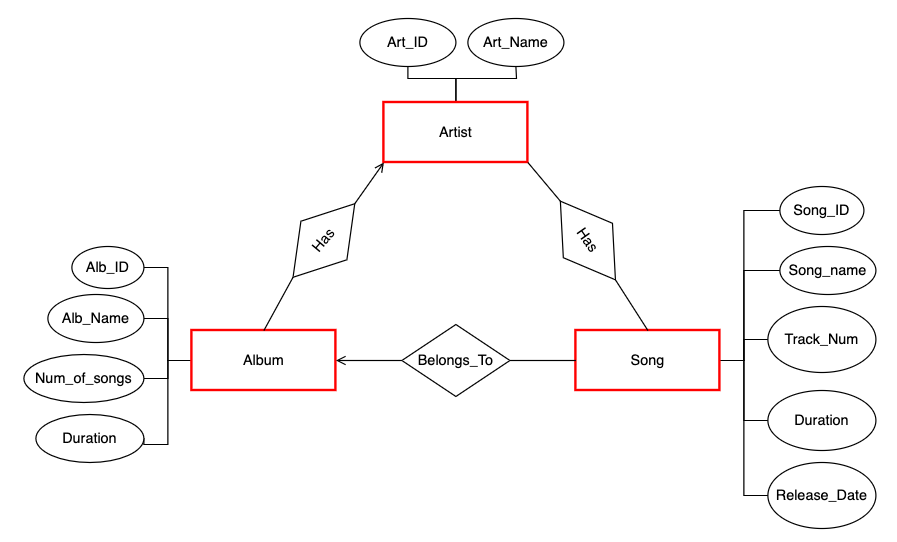 Art_ID
Art_Name
Artist
Has
Has
Song_ID
Song_name
Track_Num
Duration
Release_Date
Alb_ID
Alb_Name
Num_of_songs
Duration
Album
Belongs_To
Song